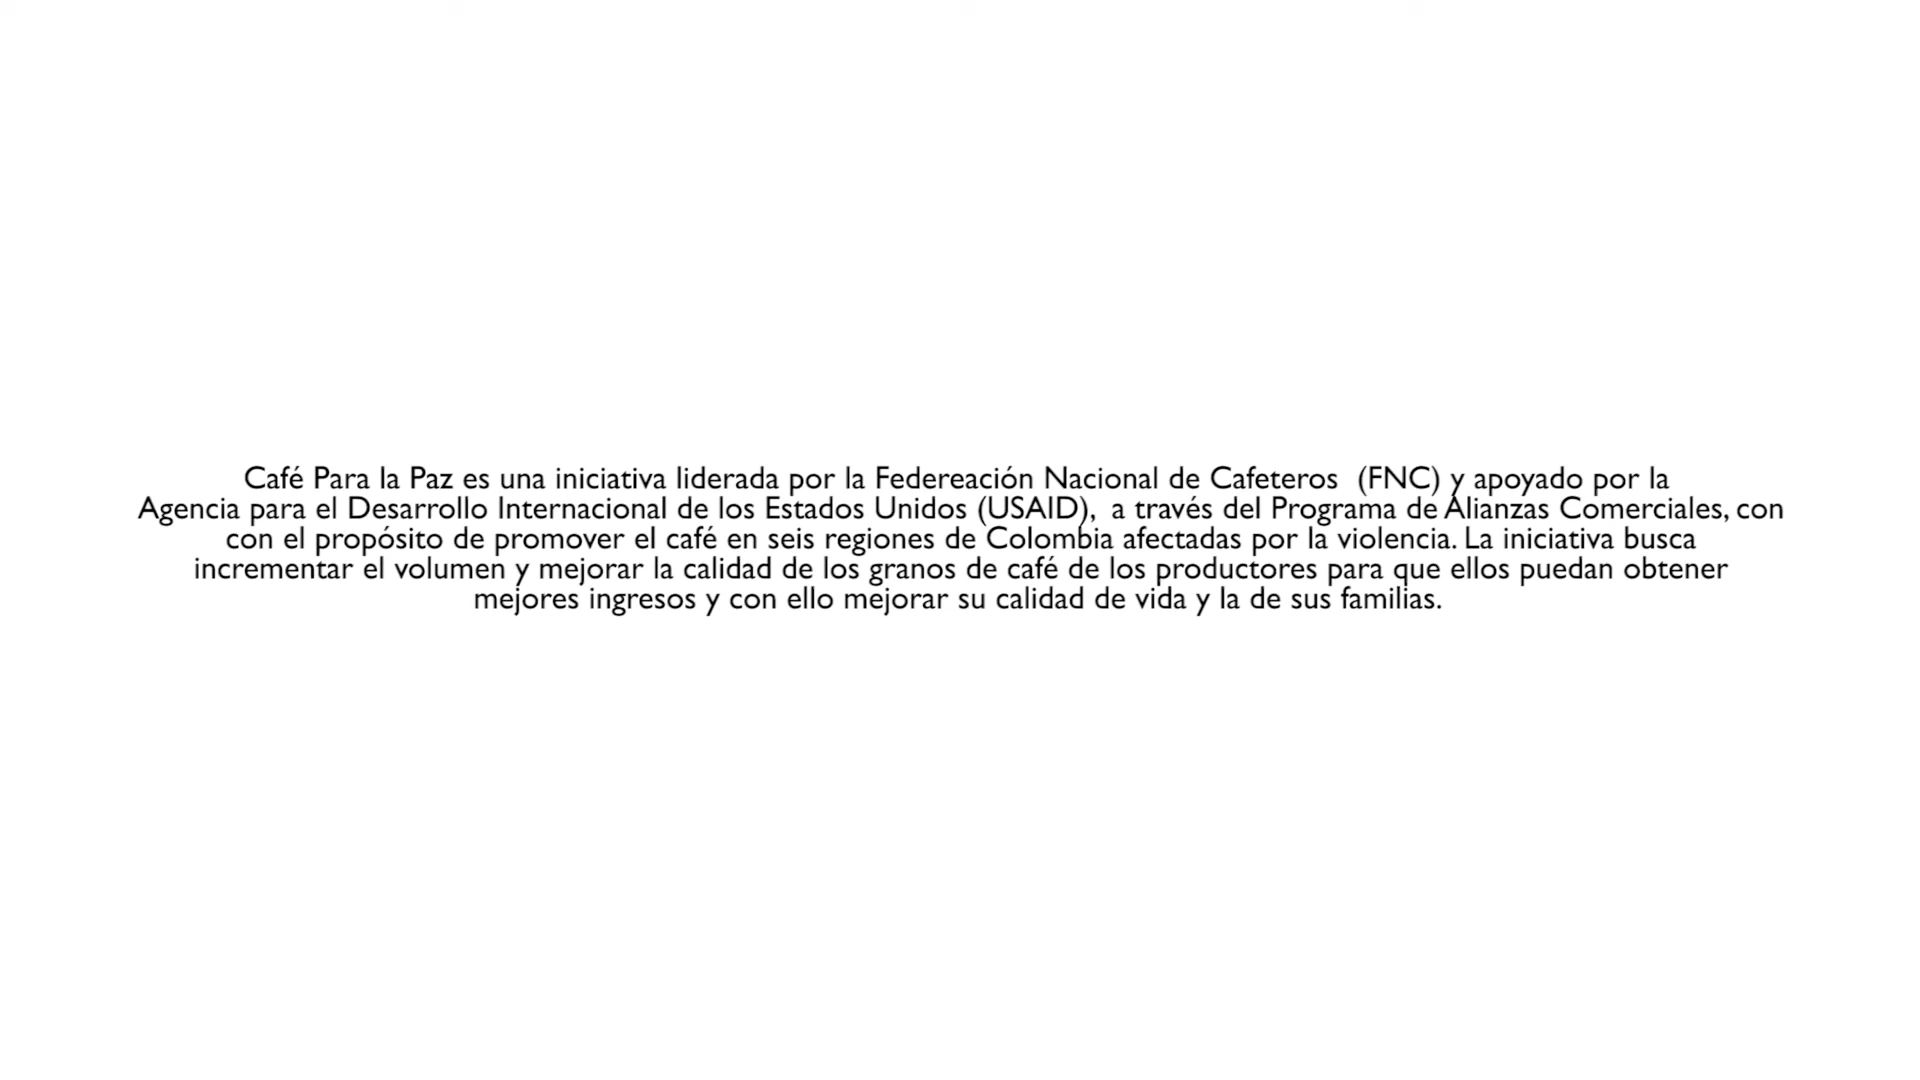 Café Para la Paz es una iniciativa liderada por la Federeación Nacional de Cafeteros  (FNC) y apoyado por la
Agencia para el Desarrollo Internacional de los Estados Unidos (USAID),  a través del Programa de Alianzas Comerciales, con
con el propósito de promover el café en seis regiones de Colombia afectadas por la violencia. La iniciativa busca
incrementar el volumen y mejorar la calidad de los granos de café de los productores para que ellos puedan obtener
mejores ingresos y con ello mejorar su calidad de vida y la de sus familias.